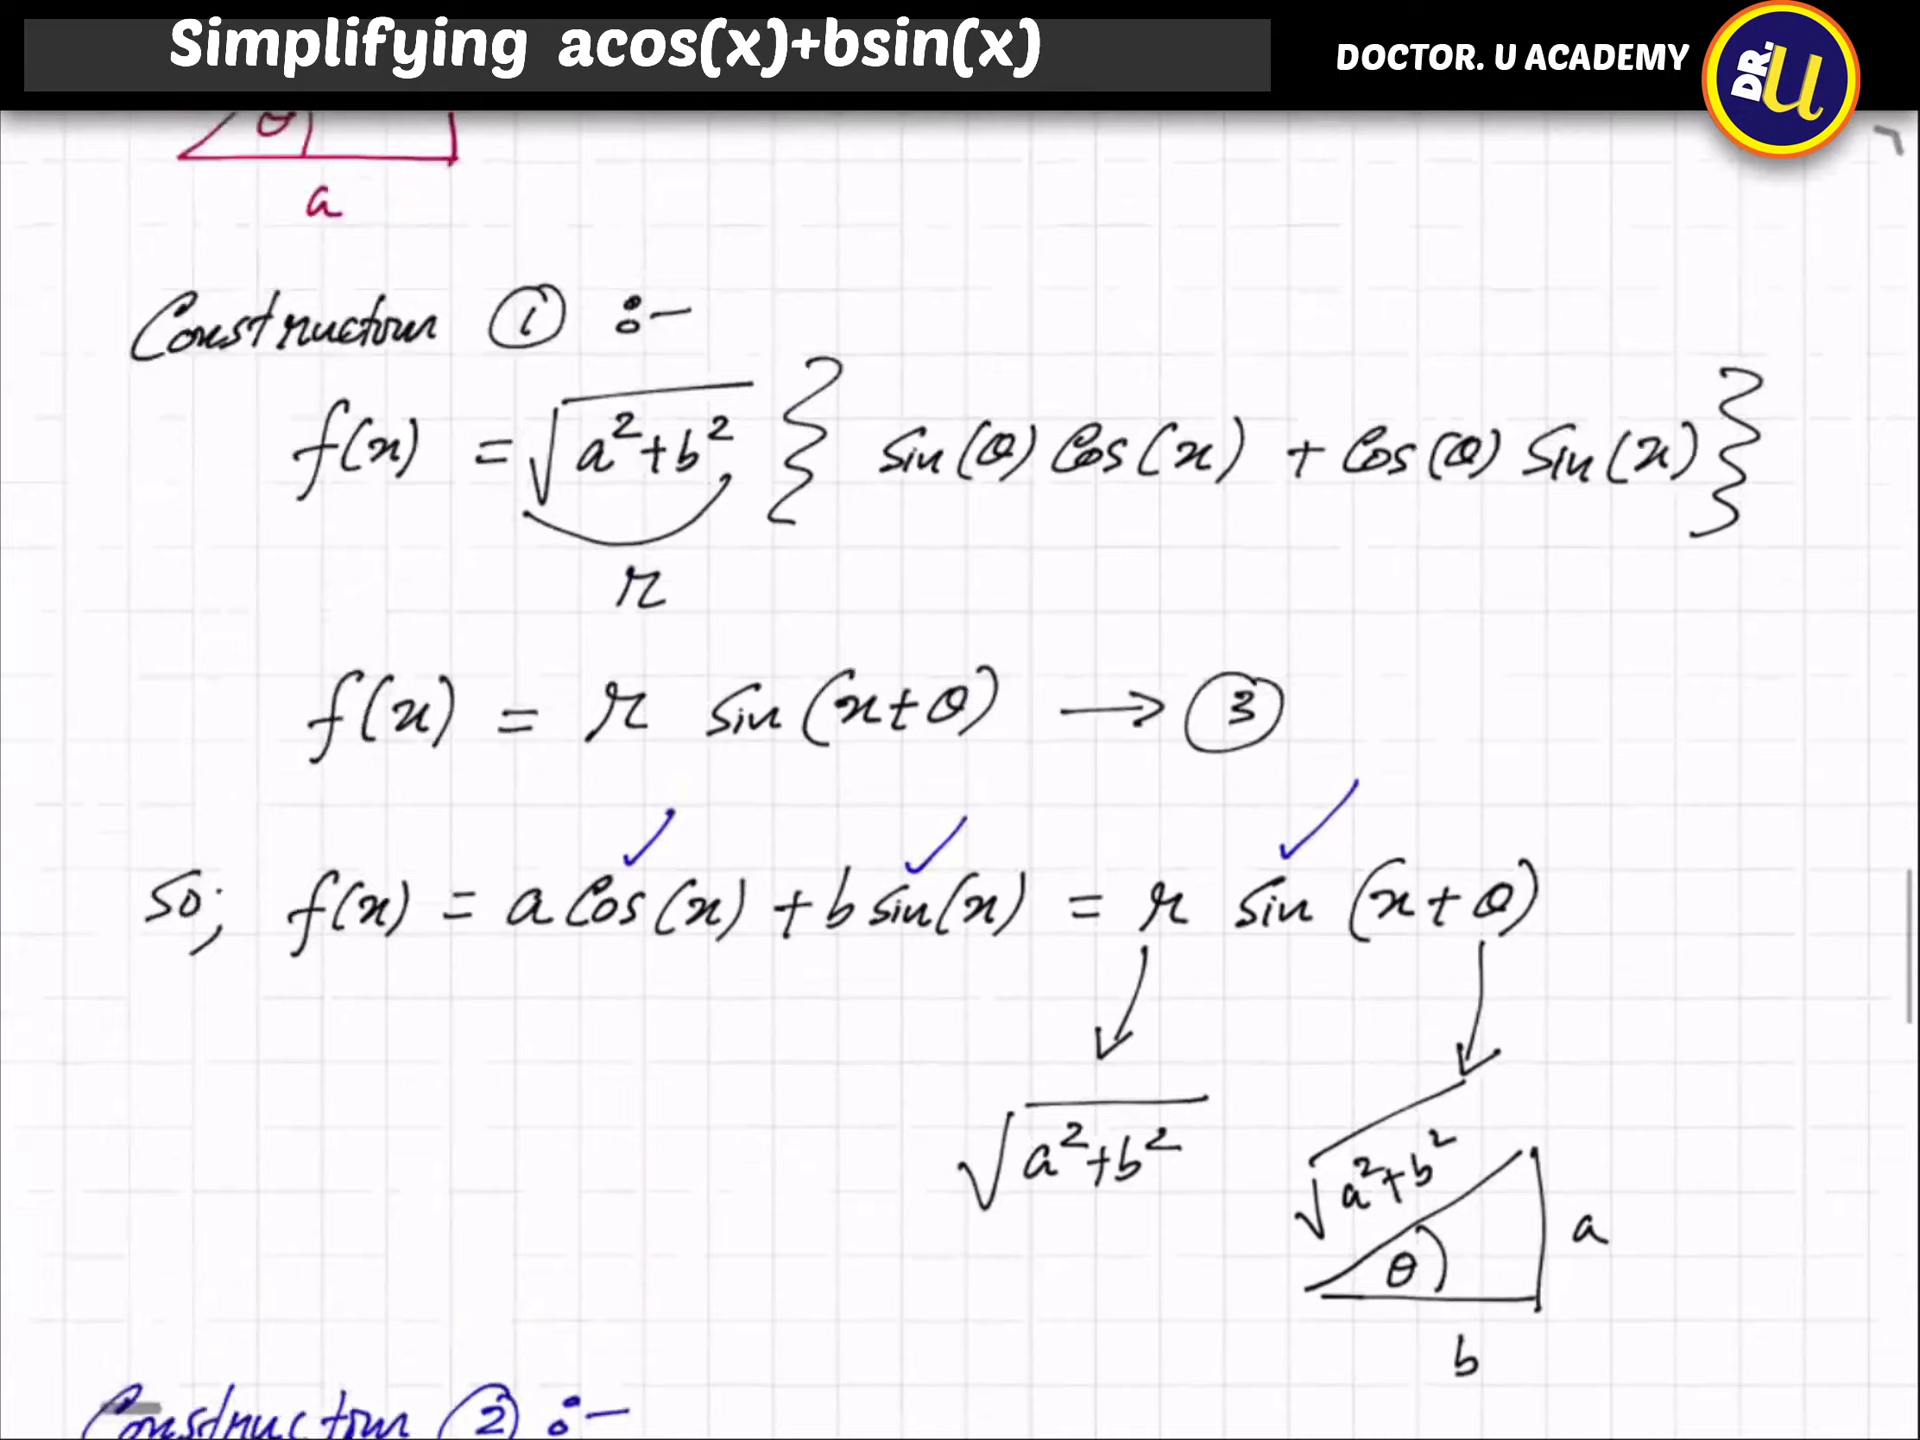 Simplifying acos(x)+bsin(x)
DOCTOR. U ACADEMY
DR. U
θ
a
Construction ① :-
f(x) = √(a²+b²) { sin(θ) Cos(x) + Cos(θ) Sin(x) }
r
f(x) = r sin(x+θ) → ③
So; f(x) = a Cos(x) + b sin(x) = r sin (x+θ)
√(a²+b²)
√(a²+b²)
a
θ
b
Construction ② :-